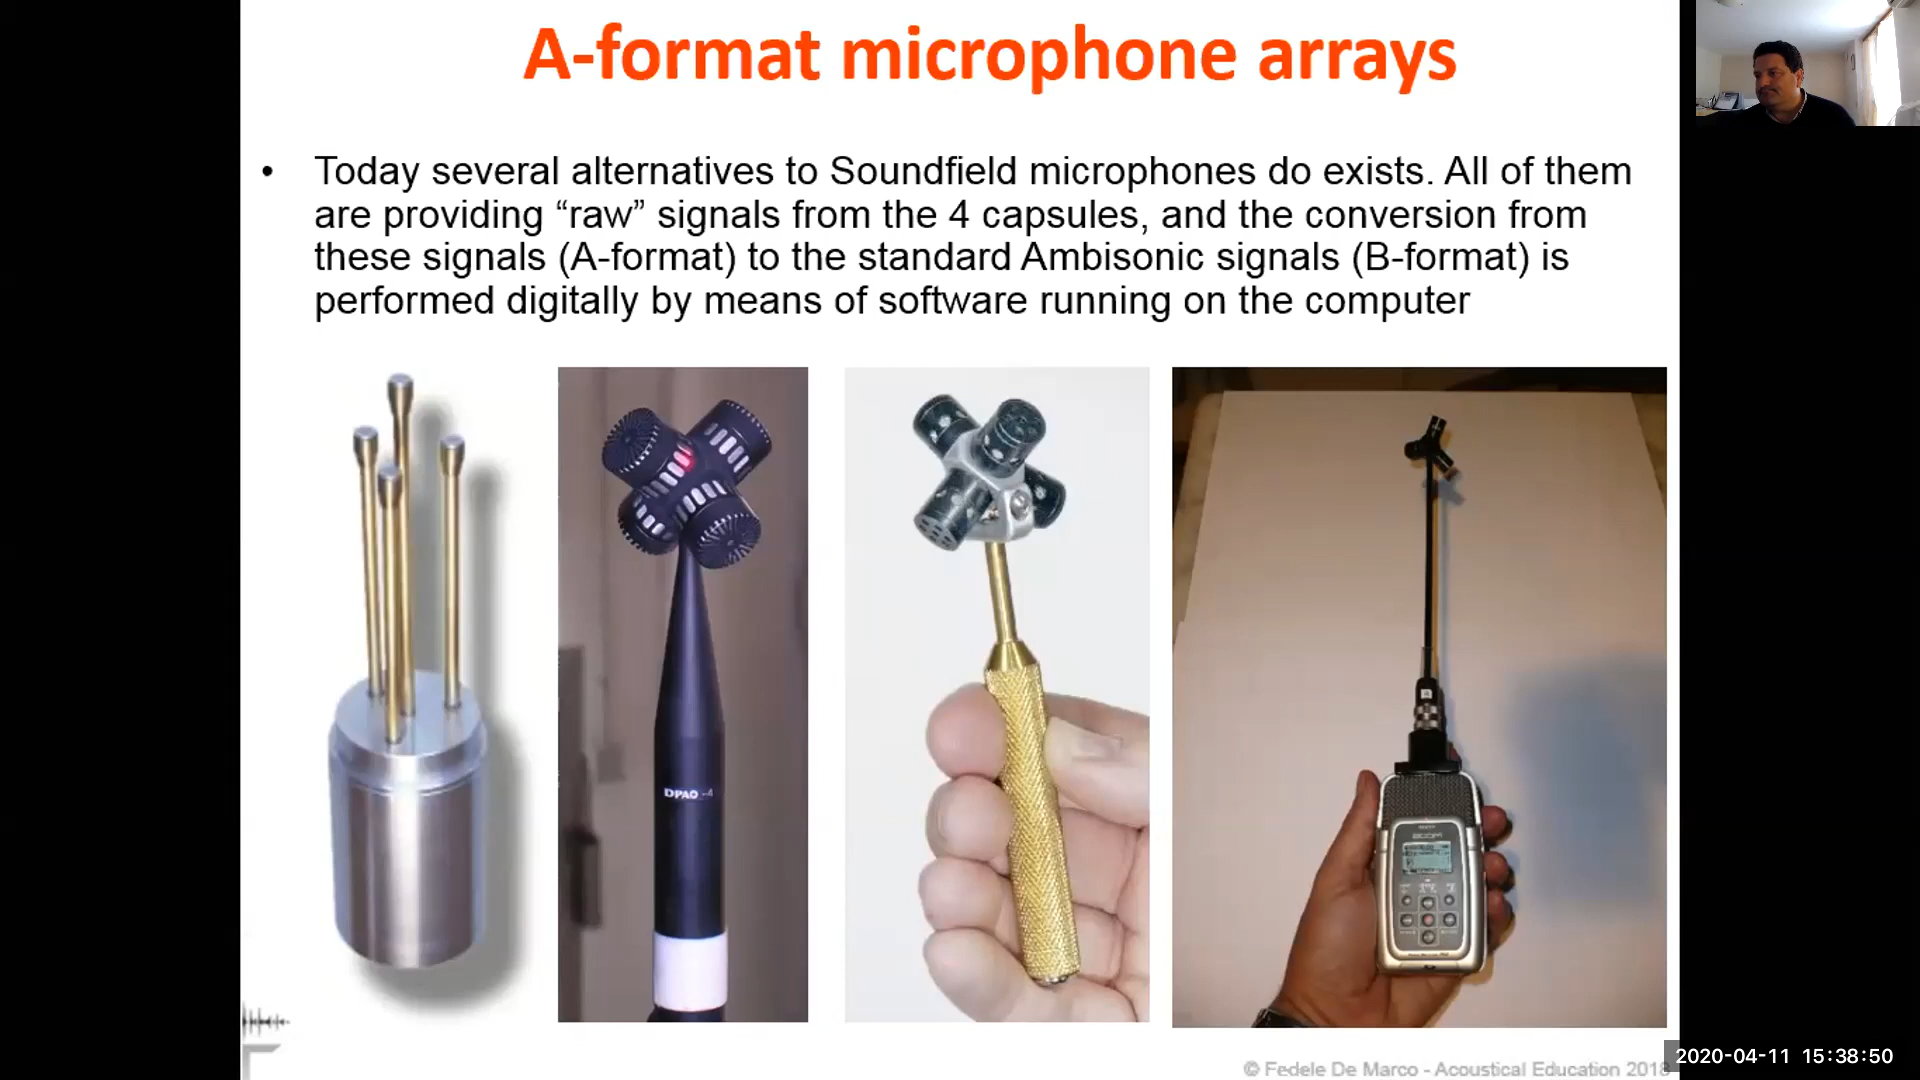 A-format microphone arrays
• Today several alternatives to Soundfield microphones do exists. All of them
are providing “raw” signals from the 4 capsules, and the conversion from
these signals (A-format) to the standard Ambisonic signals (B-format) is
performed digitally by means of software running on the computer
DPA0 -4
ZOOM
© Fedele De Marco - Acoustical Education 2018
2020-04-11 15:38:50